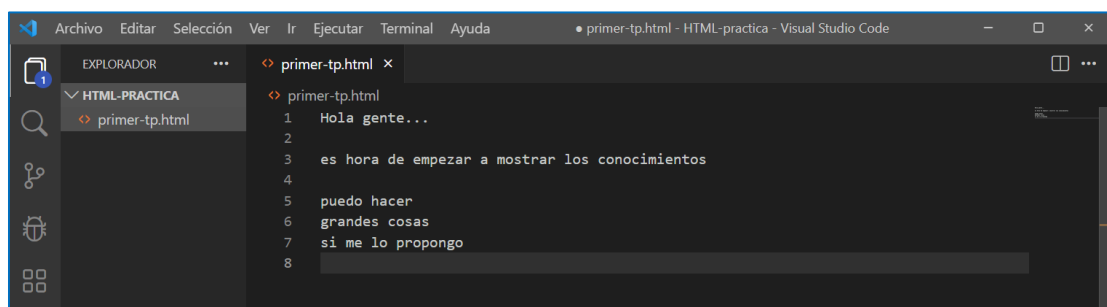 Archivo Editar Selección Ver Ir Ejecutar Terminal Ayuda ● primer-tp.html - HTML-practica - Visual Studio Code
EXPLORADOR ···
<> primer-tp.html ×
1
HTML-PRACTICA
<> primer-tp.html
<> primer-tp.html
1 Hola gente...
2
3 es hora de empezar a mostrar los conocimientos
4
5 puedo hacer
6 grandes cosas
7 si me lo propongo
8